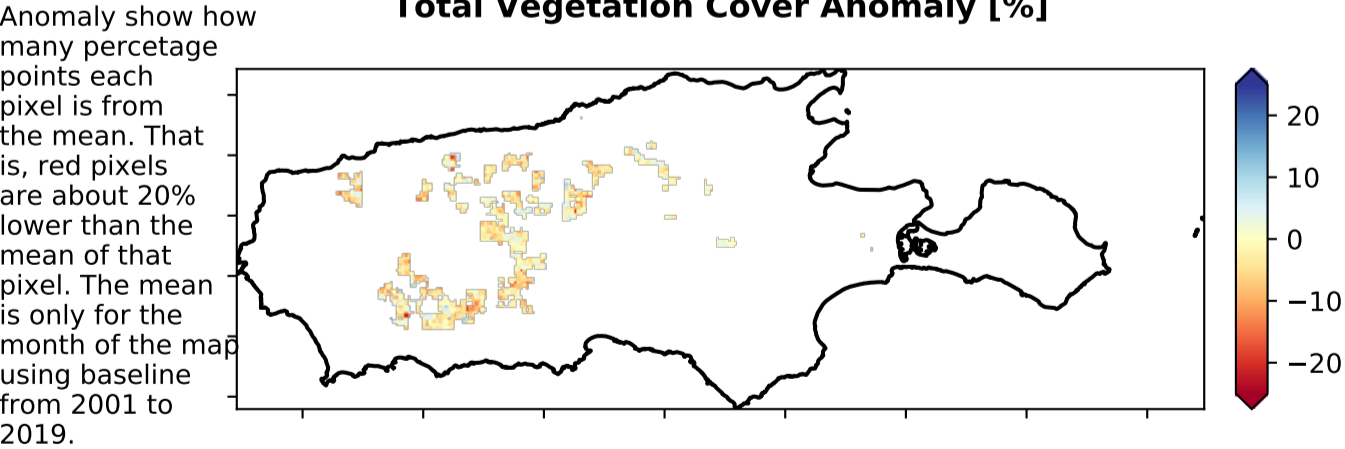 Total Vegetation Cover Anomaly [%]
Anomaly show how
many percetage
points each
pixel is from
the mean. That
is, red pixels
are about 20%
lower than the
mean of that
pixel. The mean
is only for the
month of the map
using baseline
from 2001 to
2019.
20
10
0
−10
−20